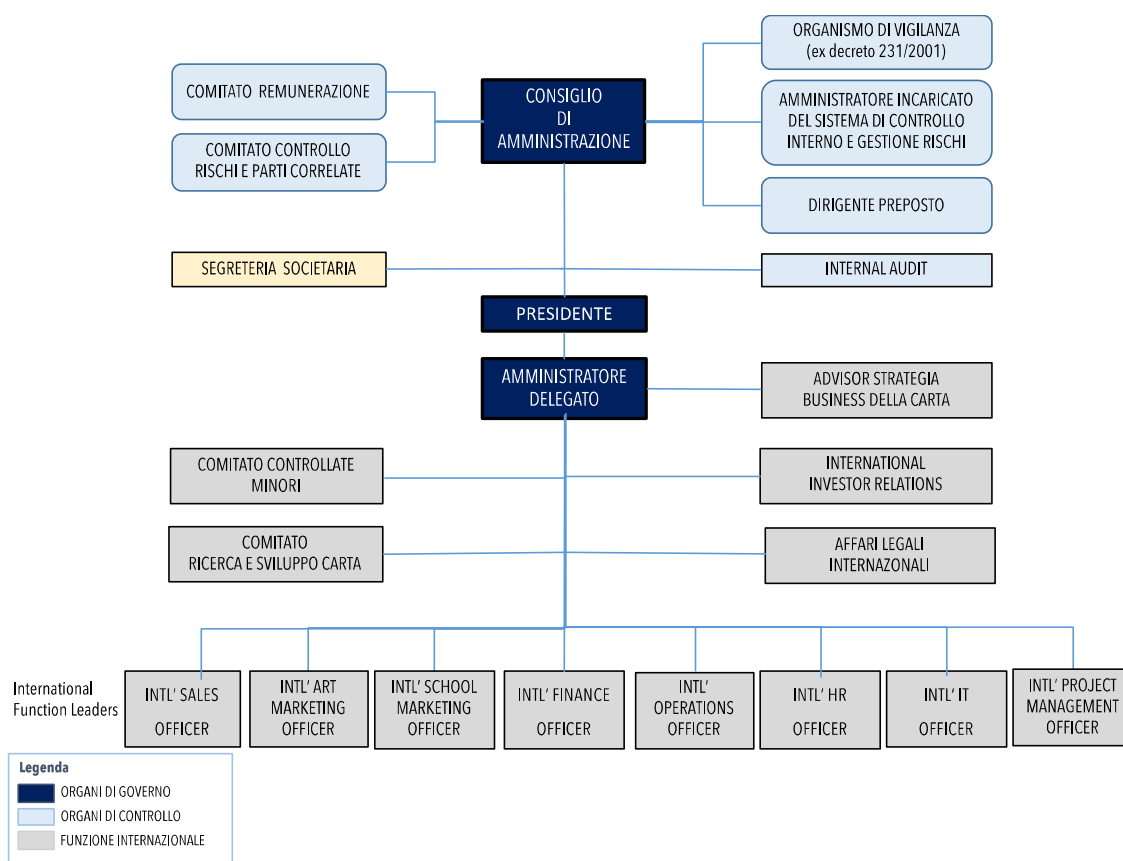 ORGANISMO DI VIGILANZA
(ex decreto 231/2001)
COMITATO REMUNERAZIONE
CONSIGLIO
DI
AMMINISTRAZIONE
AMMINISTRATORE INCARICATO
DEL SISTEMA DI CONTROLLO
INTERNO E GESTIONE RISCHI
COMITATO CONTROLLO
RISCHI E PARTI CORRELATE
DIRIGENTE PREPOSTO
SEGRETERIA SOCIETARIA
INTERNAL AUDIT
PRESIDENTE
AMMINISTRATORE
DELEGATO
ADVISOR STRATEGIA
BUSINESS DELLA CARTA
COMITATO CONTROLLATE
MINORI
INTERNATIONAL
INVESTOR RELATIONS
COMITATO
RICERCA E SVILUPPO CARTA
AFFARI LEGALI
INTERNAZONALI
International
Function Leaders
INTL' SALES
OFFICER
INTL' ART
MARKETING
OFFICER
INTL' SCHOOL
MARKETING
OFFICER
INTL' FINANCE
OFFICER
INTL'
OPERATIONS
OFFICER
INTL' HR
OFFICER
INTL' IT
OFFICER
INTL' PROJECT
MANAGEMENT
OFFICER
Legenda
ORGANI DI GOVERNO
ORGANI DI CONTROLLO
FUNZIONE INTERNAZIONALE